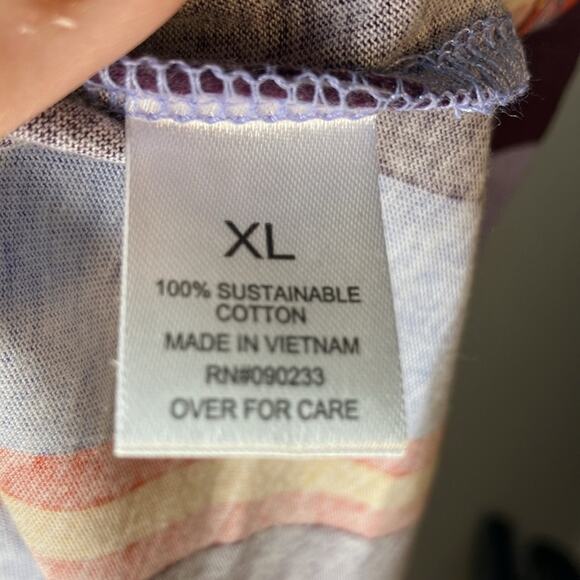 XL
100% SUSTAINABLE
COTTON
MADE IN VIETNAM
RN#090233
OVER FOR CARE